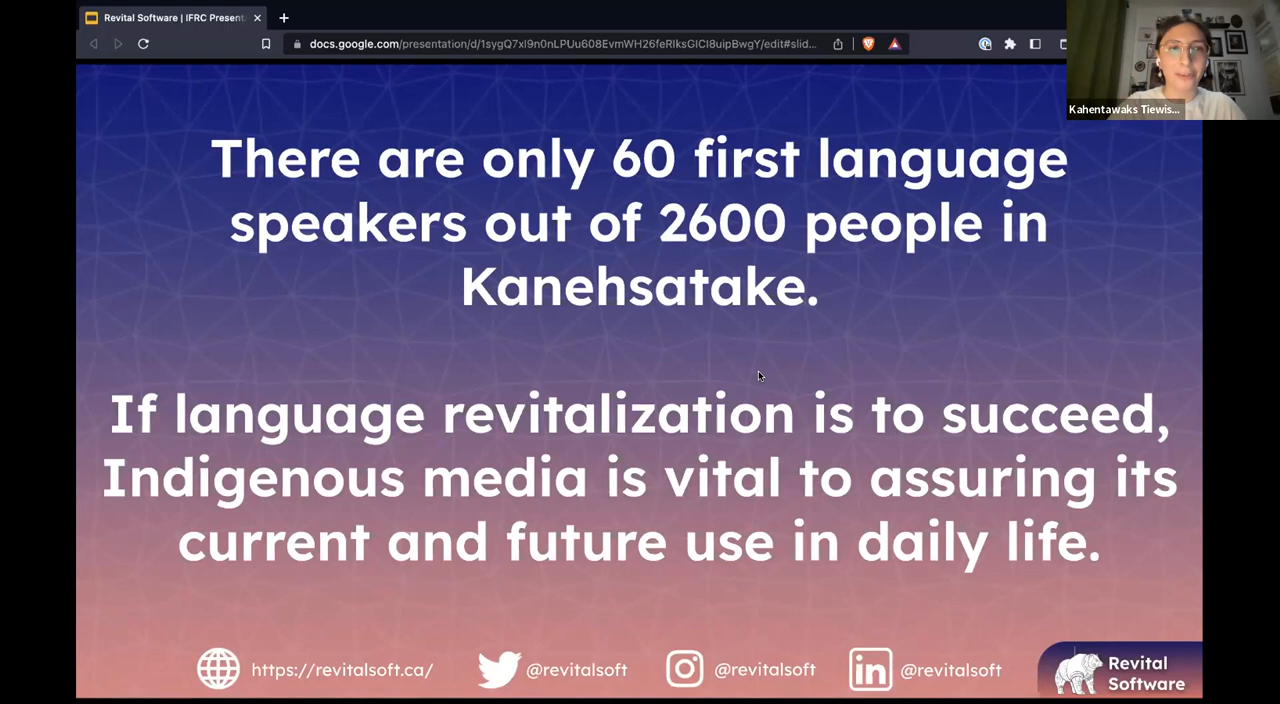 Revital Software | IFRC Present
docs.google.com/presentation/d/1sygQ7xI9n0nLPUu608EvmWH26feRIksGICI8uipBwgY/edit#slid...
Kahentawaks Tiewis...
There are only 60 first language
speakers out of 2600 people in
Kanehsatake.
If language revitalization is to succeed,
Indigenous media is vital to assuring its
current and future use in daily life.
https://revitalsoft.ca/
@revitalsoft
@revitalsoft
in @revitalsoft
Revital
Software